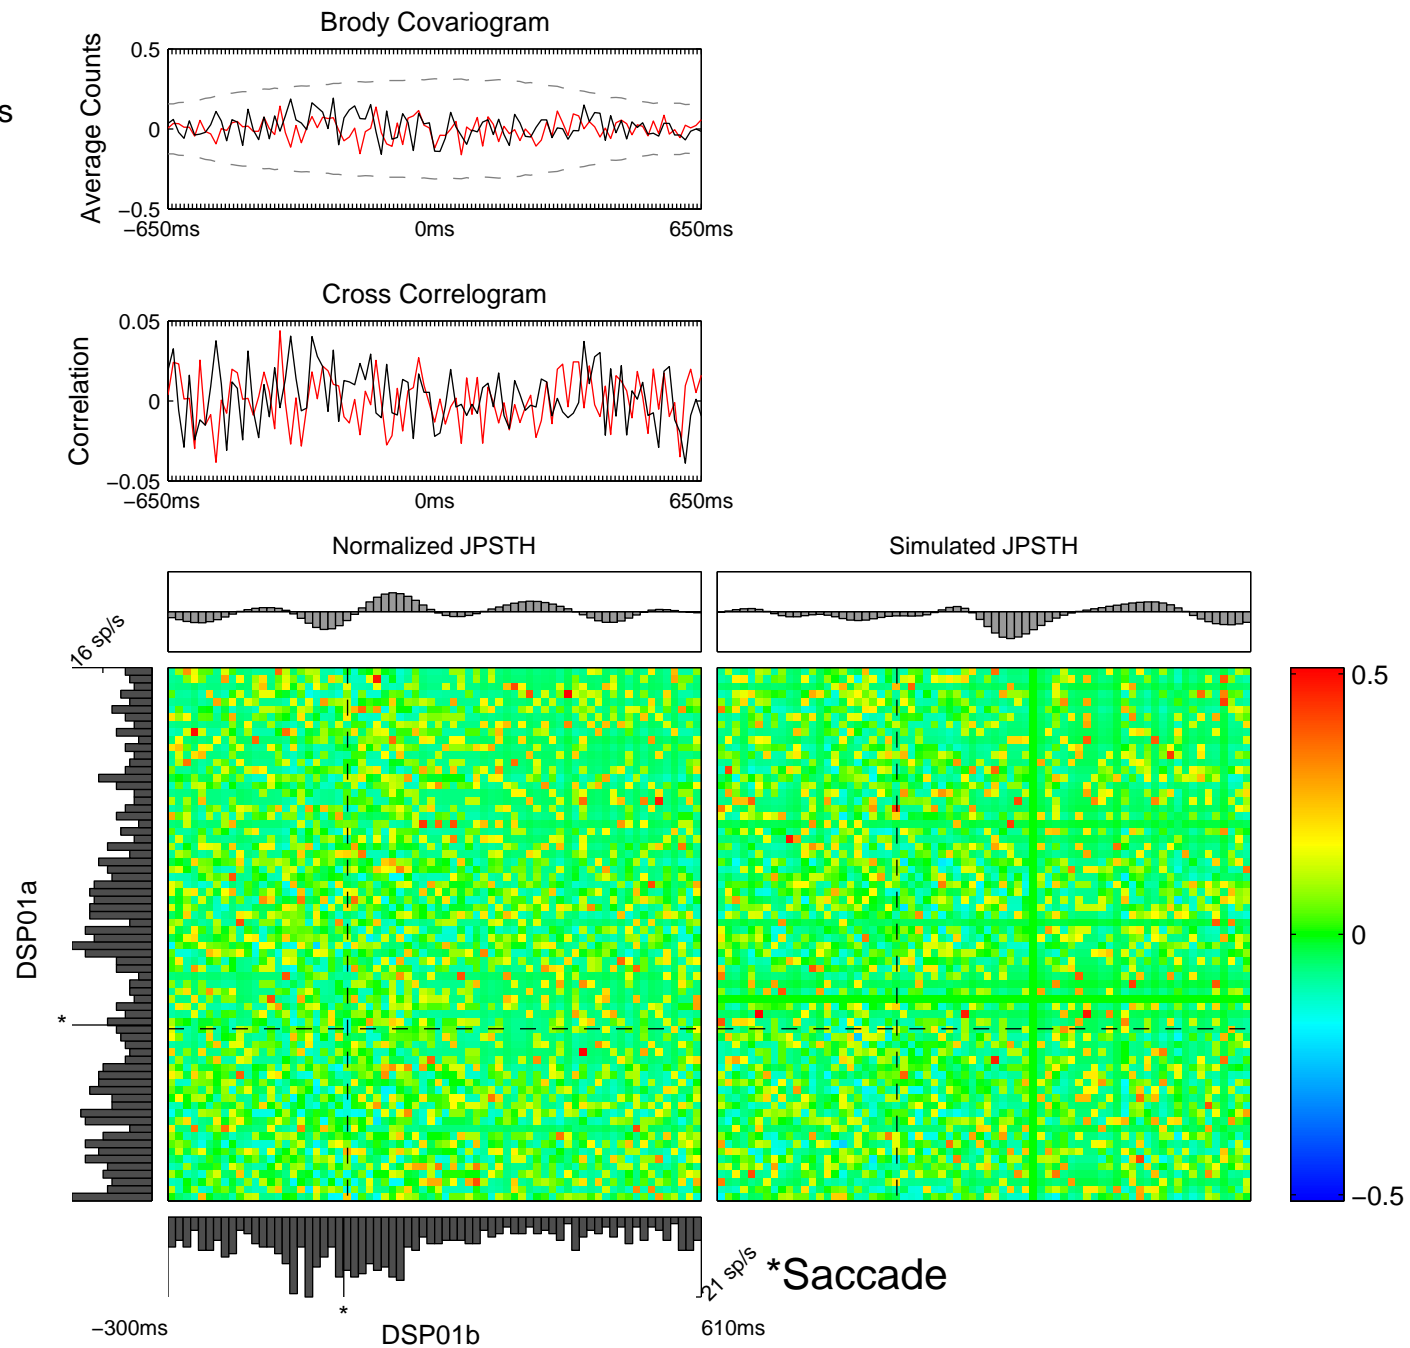 Brody Covariogram
Average Counts
0.5
0
−0.5
−650ms 0ms 650ms
s
Cross Correlogram
Correlation
0.05
0
−0.05
−650ms 0ms 650ms
Normalized JPSTH
Simulated JPSTH
16 sp/s
DSP01a
*
0.5
0
−0.5
21 sp/s
*Saccade
*
−300ms
DSP01b
610ms